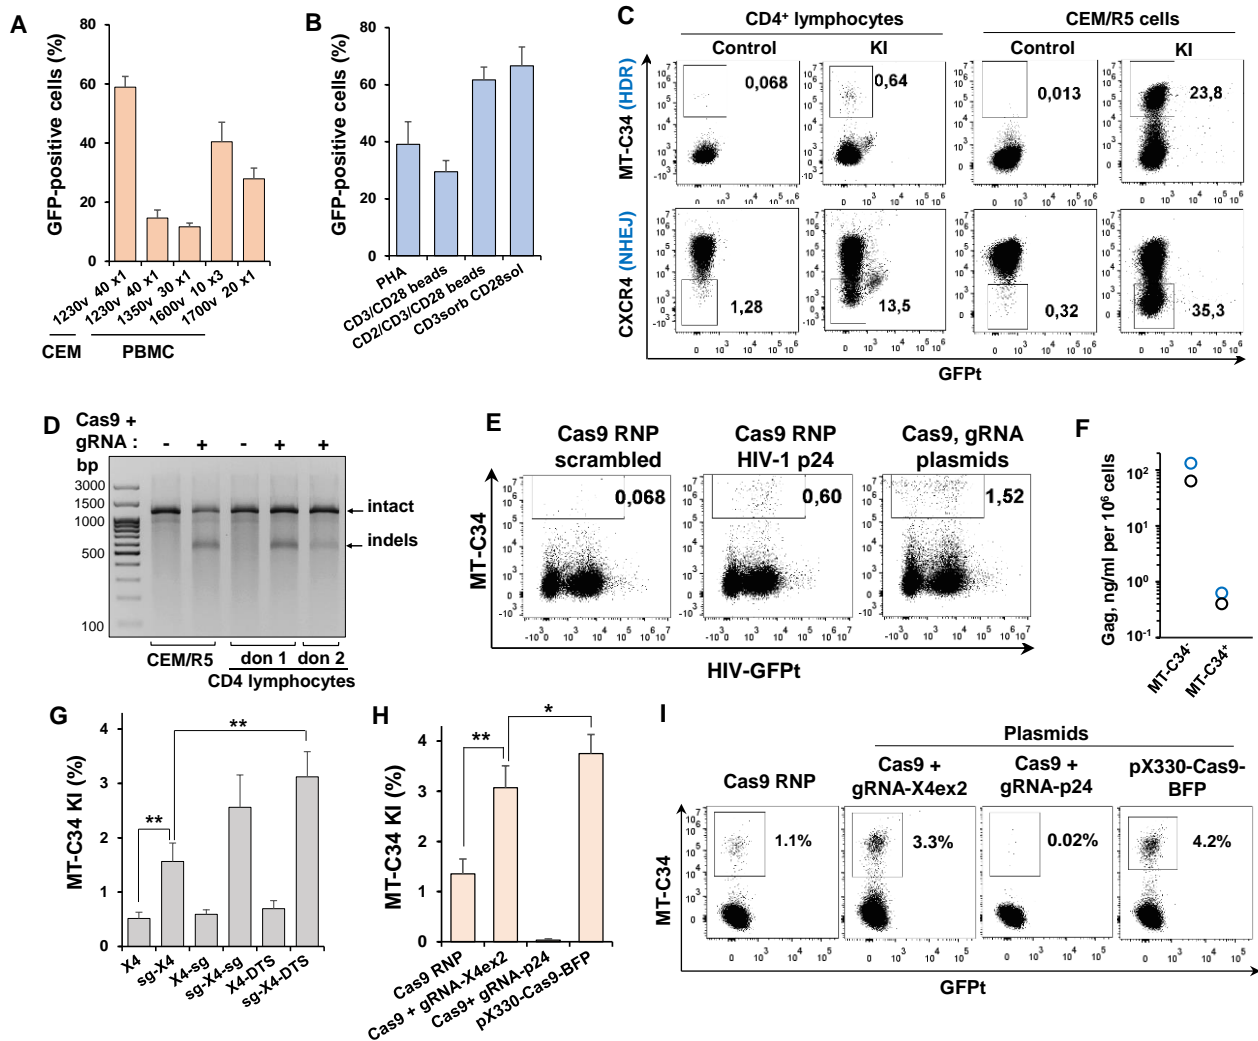 A
GFP-positive cells (%)
80
60
40
20
0
1230v 40 x1
1230v 40 x1
1350v 30 x1
1600v 10 x3
1700v 20 x1
CEM
PBMC
B
GFP-positive cells (%)
80
60
40
20
0
PHA
CD3/CD28 beads
CD2/CD3/CD28 beads
CD3sorb CD28sol
C
CD4+ lymphocytes
CEM/R5 cells
Control
KI
Control
KI
MT-C34 (HDR)
0,068
0,64
0,013
23,8
CXCR4 (NHEJ)
1,28
13,5
0,32
35,3
GFPt
D
Cas9 +
gRNA :
- + - + +
bp
3000
1500
1000
500
100
intact
indels
CEM/R5
don 1
don 2
CD4 lymphocytes
E
Cas9 RNP
scrambled
Cas9 RNP
HIV-1 p24
Cas9, gRNA
plasmids
0,068
0,60
1,52
MT-C34
HIV-GFPt
F
Gag, ng/ml per 10⁶ cells
10²
10¹
10⁰
10⁻¹
MT-C34⁻
MT-C34⁺
G
MT-C34 KI (%)
4
3
2
1
0
**
**
X4
sg-X4
X4-sg
sg-X4-sg
X4-DTS
sg-X4-DTS
H
MT-C34 KI (%)
4
3
2
1
0
**
*
Cas9 RNP
Cas9 + gRNA-X4ex2
Cas9+ gRNA-p24
pX330-Cas9-BFP
I
Plasmids
Cas9 RNP
Cas9 +
gRNA-X4ex2
Cas9 +
gRNA-p24
pX330-Cas9-
BFP
1.1%
3.3%
0.02%
4.2%
MT-C34
GFPt